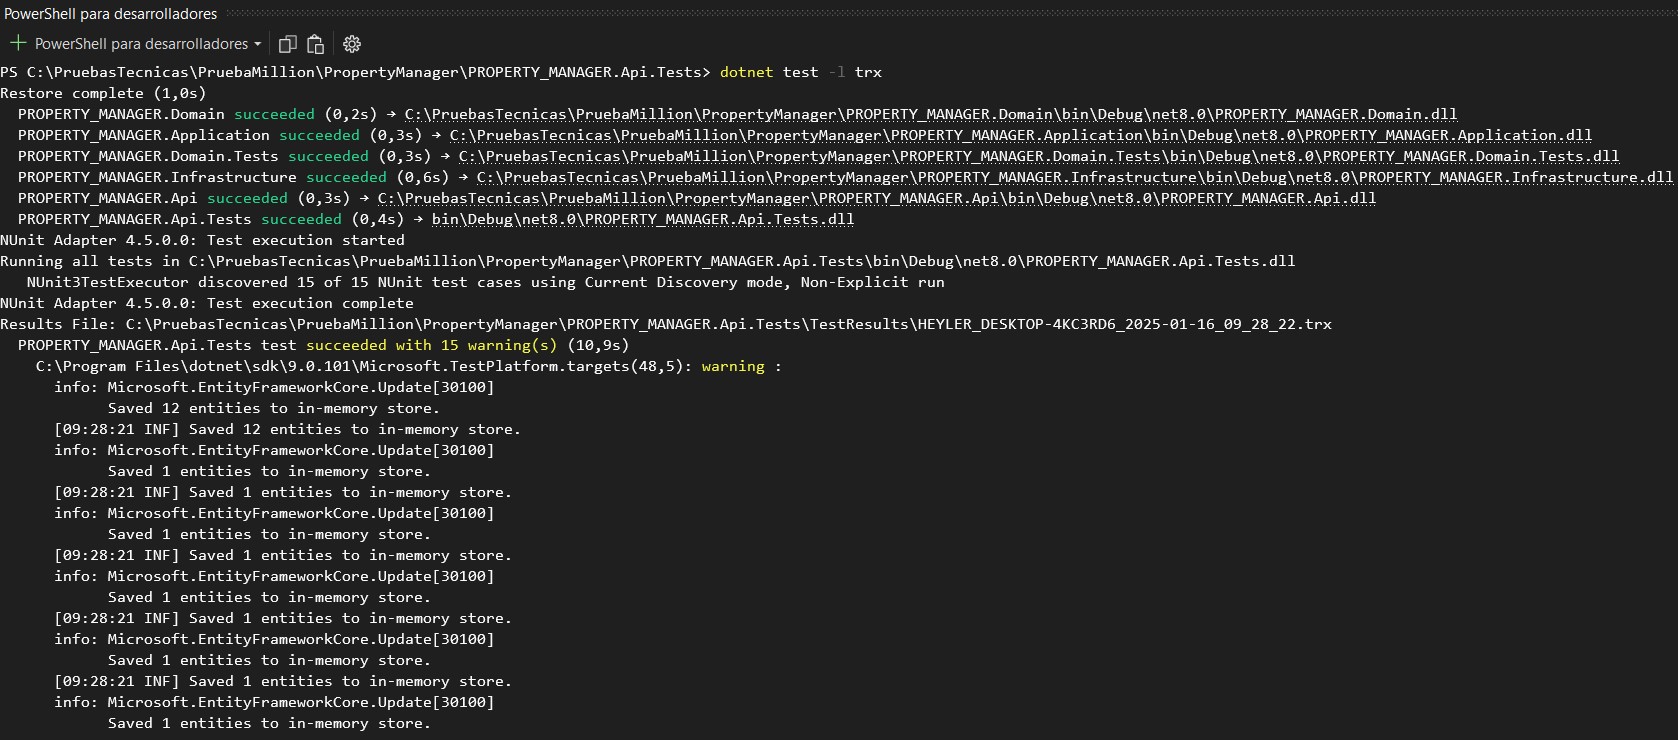 PowerShell para desarrolladores
PowerShell para desarrolladores
PS C:\PruebasTecnicas\PruebaMillion\PropertyManager\PROPERTY_MANAGER.Api.Tests> dotnet test -l trx
Restore complete (1,0s)
PROPERTY_MANAGER.Domain succeeded (0,2s) → C:\PruebasTecnicas\PruebaMillion\PropertyManager\PROPERTY_MANAGER.Domain\bin\Debug\net8.0\PROPERTY_MANAGER.Domain.dll
PROPERTY_MANAGER.Application succeeded (0,3s) → C:\PruebasTecnicas\PruebaMillion\PropertyManager\PROPERTY_MANAGER.Application\bin\Debug\net8.0\PROPERTY_MANAGER.Application.dll
PROPERTY_MANAGER.Domain.Tests succeeded (0,3s) → C:\PruebasTecnicas\PruebaMillion\PropertyManager\PROPERTY_MANAGER.Domain.Tests\bin\Debug\net8.0\PROPERTY_MANAGER.Domain.Tests.dll
PROPERTY_MANAGER.Infrastructure succeeded (0,6s) → C:\PruebasTecnicas\PruebaMillion\PropertyManager\PROPERTY_MANAGER.Infrastructure\bin\Debug\net8.0\PROPERTY_MANAGER.Infrastructure.dll
PROPERTY_MANAGER.Api succeeded (0,3s) → C:\PruebasTecnicas\PruebaMillion\PropertyManager\PROPERTY_MANAGER.Api\bin\Debug\net8.0\PROPERTY_MANAGER.Api.dll
PROPERTY_MANAGER.Api.Tests succeeded (0,4s) → bin\Debug\net8.0\PROPERTY_MANAGER.Api.Tests.dll
NUnit Adapter 4.5.0.0: Test execution started
Running all tests in C:\PruebasTecnicas\PruebaMillion\PropertyManager\PROPERTY_MANAGER.Api.Tests\bin\Debug\net8.0\PROPERTY_MANAGER.Api.Tests.dll
NUnit3TestExecutor discovered 15 of 15 NUnit test cases using Current Discovery mode, Non-Explicit run
NUnit Adapter 4.5.0.0: Test execution complete
Results File: C:\PruebasTecnicas\PruebaMillion\PropertyManager\PROPERTY_MANAGER.Api.Tests\TestResults\HEYLER_DESKTOP-4KC3RD6_2025-01-16_09_28_22.trx
PROPERTY_MANAGER.Api.Tests test succeeded with 15 warning(s) (10,9s)
C:\Program Files\dotnet\sdk\9.0.101\Microsoft.TestPlatform.targets(48,5): warning :
info: Microsoft.EntityFrameworkCore.Update[30100]
Saved 12 entities to in-memory store.
[09:28:21 INF] Saved 12 entities to in-memory store.
info: Microsoft.EntityFrameworkCore.Update[30100]
Saved 1 entities to in-memory store.
[09:28:21 INF] Saved 1 entities to in-memory store.
info: Microsoft.EntityFrameworkCore.Update[30100]
Saved 1 entities to in-memory store.
[09:28:21 INF] Saved 1 entities to in-memory store.
info: Microsoft.EntityFrameworkCore.Update[30100]
Saved 1 entities to in-memory store.
[09:28:21 INF] Saved 1 entities to in-memory store.
info: Microsoft.EntityFrameworkCore.Update[30100]
Saved 1 entities to in-memory store.
[09:28:21 INF] Saved 1 entities to in-memory store.
info: Microsoft.EntityFrameworkCore.Update[30100]
Saved 1 entities to in-memory store.